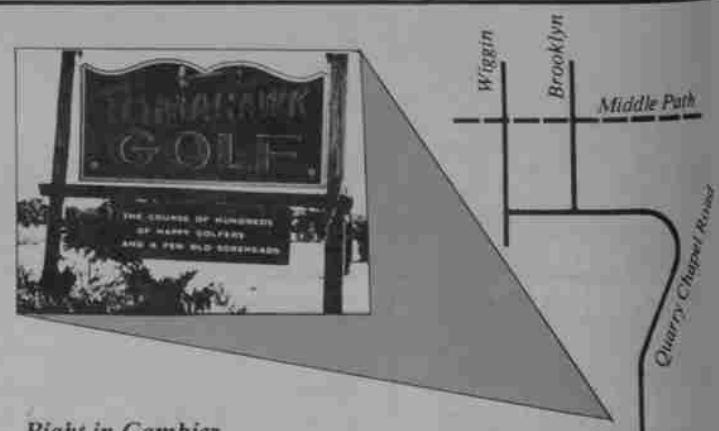 TOMAHAWK
GOLF
THE COURSE OF HUNDREDS
OF HAPPY GOLFERS
AND A FEW OLD SOREHEADS
Wiggin
Brooklyn
Middle Path
Quarry Chapel Road
Right in Gambier